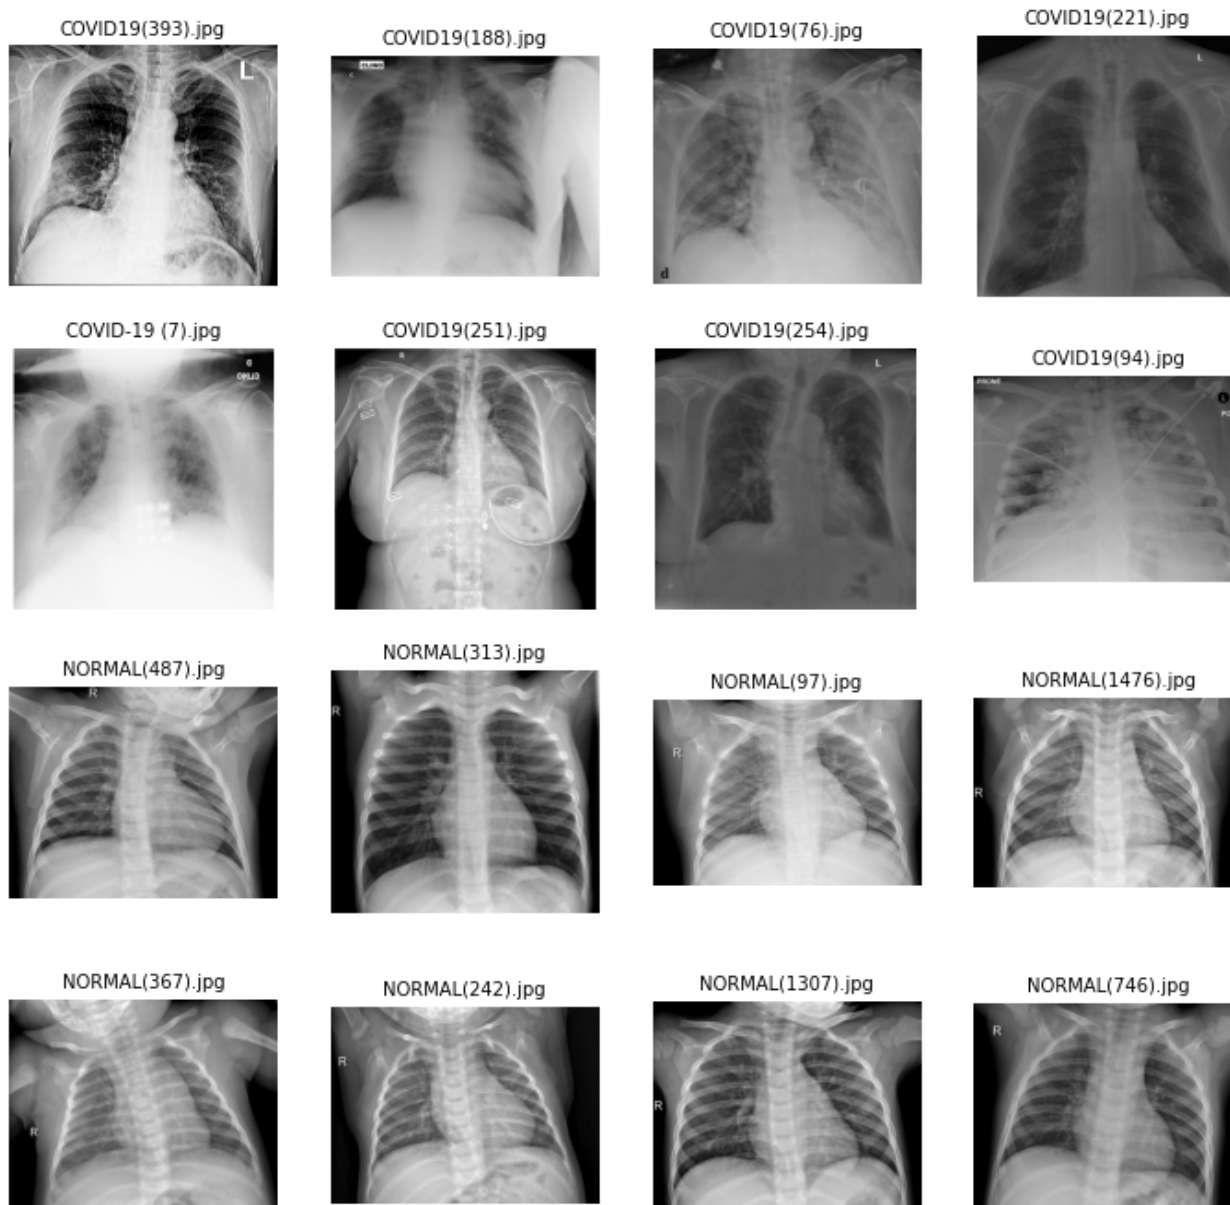 COVID19(393).jpg
COVID19(188).jpg
COVID19(76).jpg
COVID19(221).jpg
L
L
d
COVID-19 (7).jpg
COVID19(251).jpg
COVID19(254).jpg
COVID19(94).jpg
R
L
PRONE
NORMAL(487).jpg
NORMAL(313).jpg
NORMAL(97).jpg
NORMAL(1476).jpg
R
R
R
R
NORMAL(367).jpg
NORMAL(242).jpg
NORMAL(1307).jpg
NORMAL(746).jpg
R
R
R
R